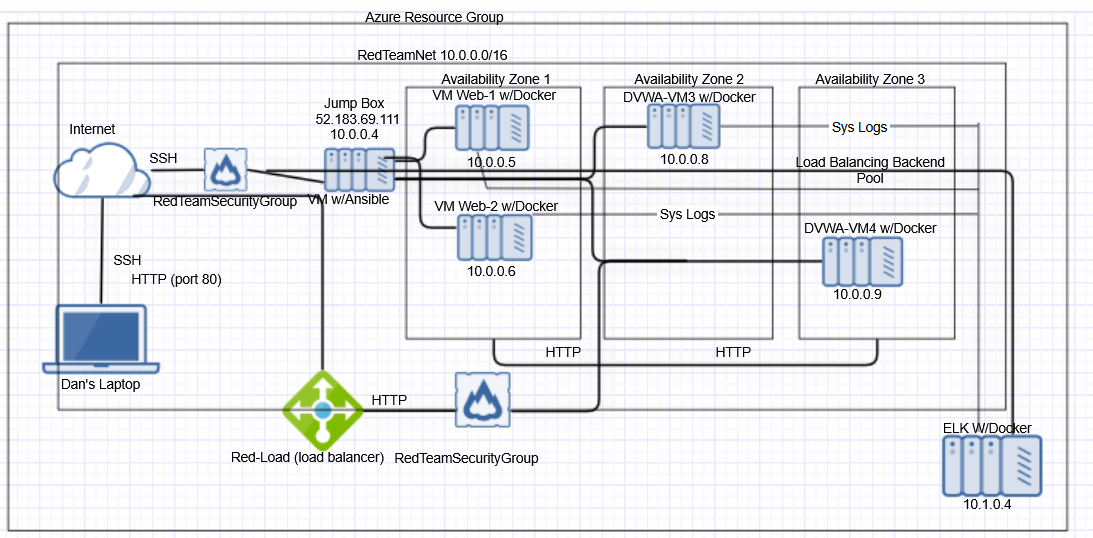 Azure Resource Group
RedTeamNet 10.0.0.0/16
Availability Zone 1
Availability Zone 2
Availability Zone 3
VM Web-1 w/Docker
DVWA-VM3 w/Docker
Jump Box
52.183.69.111
10.0.0.4
Internet
Sys Logs
SSH
10.0.0.5
10.0.0.8
Load Balancing Backend
Pool
RedTeamSecurityGroup
VM w/Ansible
VM Web-2 w/Docker
Sys Logs
DVWA-VM4 w/Docker
SSH
HTTP (port 80)
10.0.0.6
10.0.0.9
HTTP
HTTP
Dan's Laptop
HTTP
ELK W/Docker
Red-Load (load balancer)
RedTeamSecurityGroup
10.1.0.4